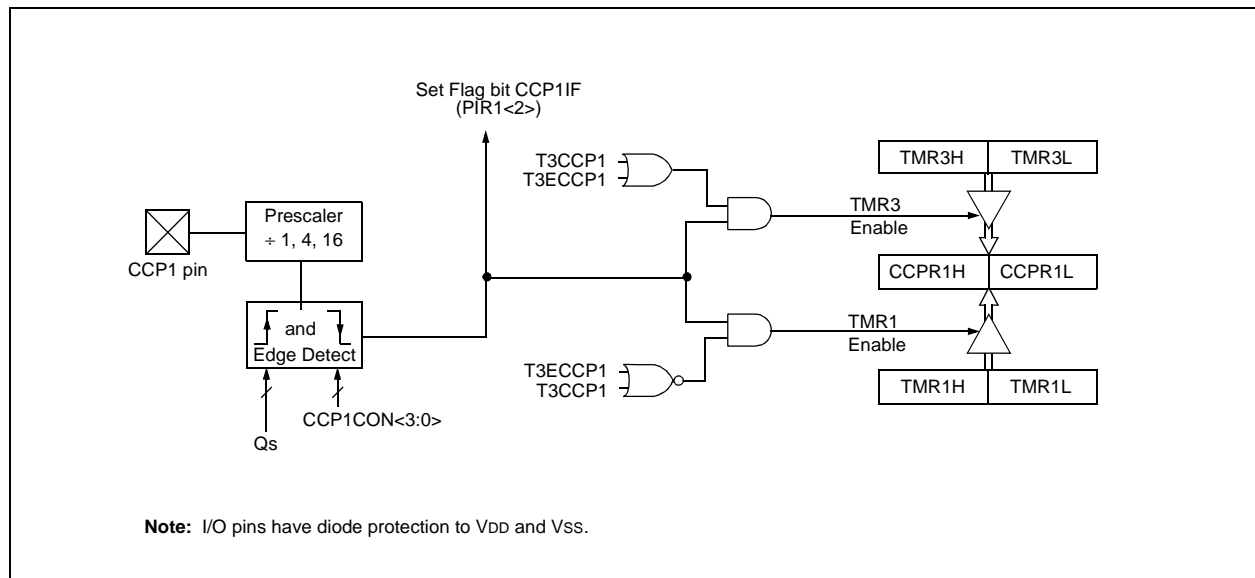 Set Flag bit CCP1IF
(PIR1<2>)
T3CCP1
T3ECCP1
TMR3H TMR3L
Prescaler
÷ 1, 4, 16
TMR3
Enable
CCP1 pin
CCPR1H CCPR1L
and
Edge Detect
TMR1
Enable
T3ECCP1
T3CCP1
TMR1H TMR1L
CCP1CON<3:0>
Qs
Note: I/O pins have diode protection to VDD and VSS.